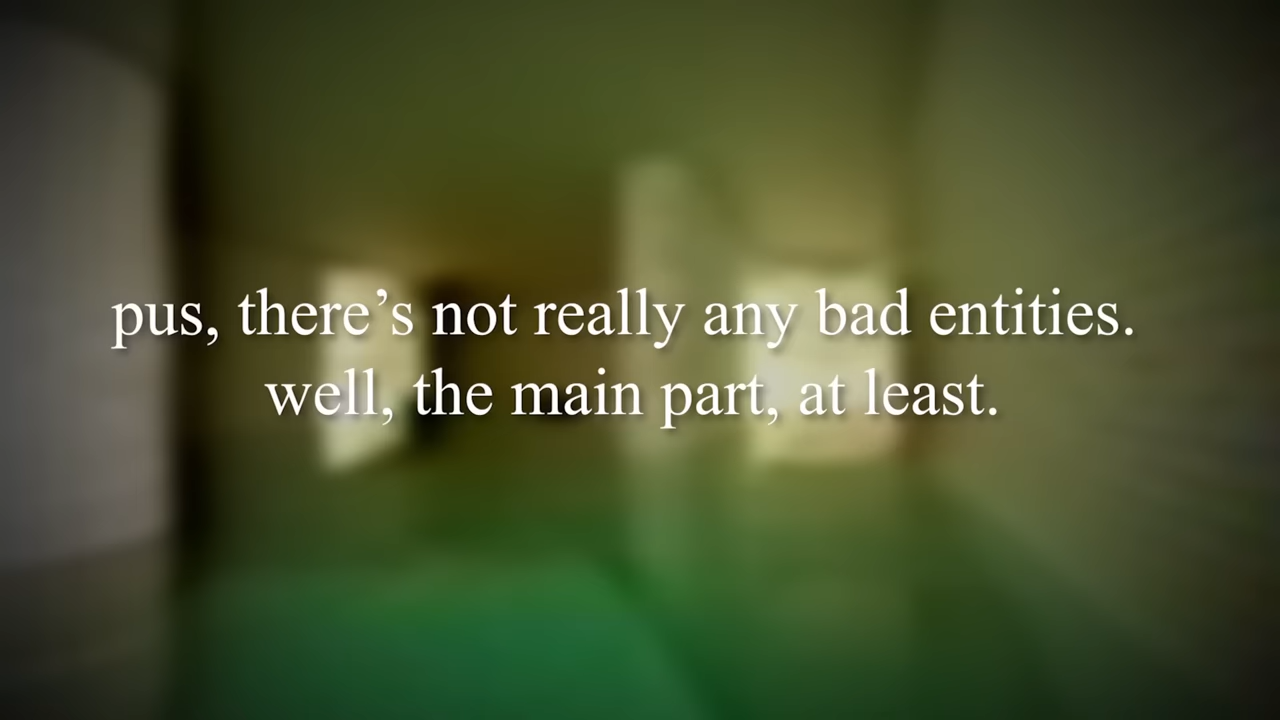 pus, there’s not really any bad entities.
well, the main part, at least.